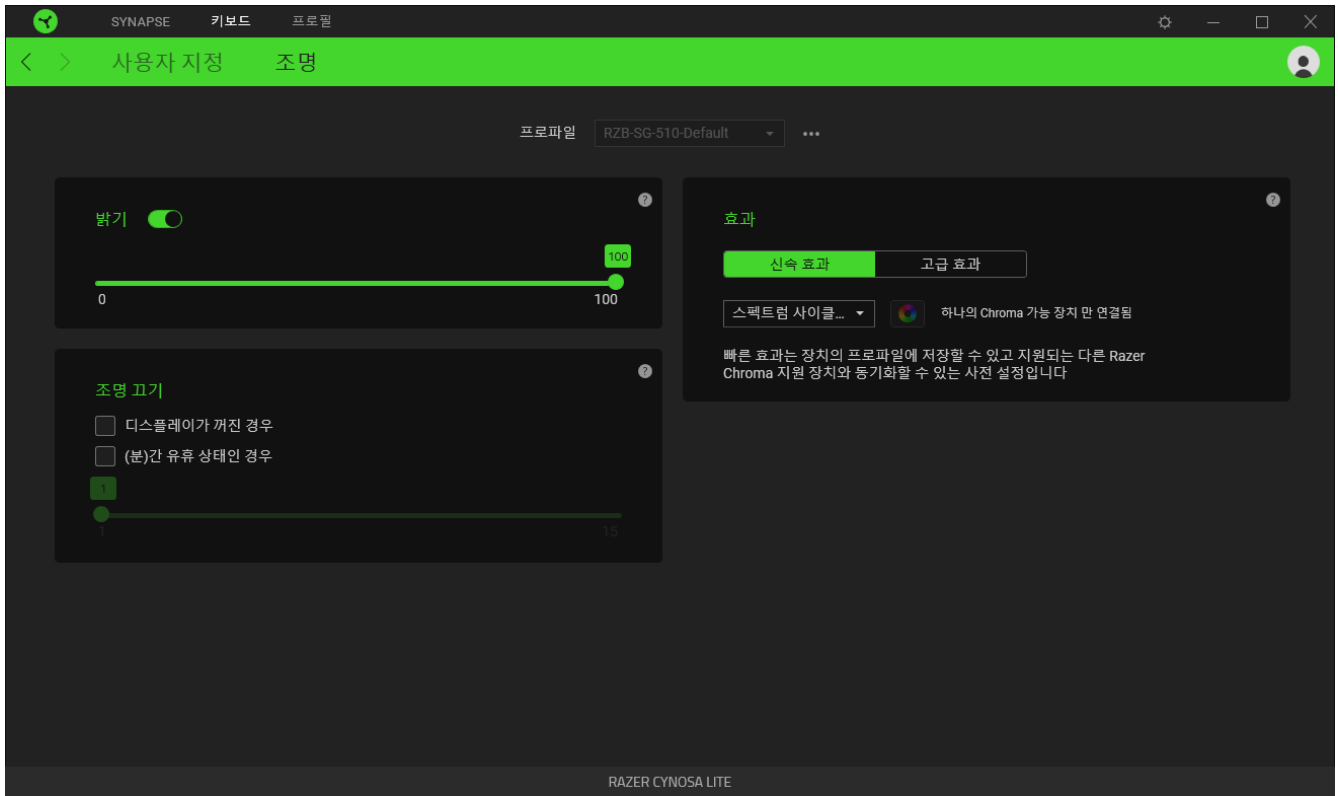 SYNAPSE 키보드 프로필
사용자 지정 조명
프로파일 RZB-SG-510-Default
밝기
100
0 100
조명 끄기
디스플레이가 꺼진 경우
(분)간 유휴 상태인 경우
1
1 15
효과
신속 효과 고급 효과
스펙트럼 사이클... 하나의 Chroma 가능 장치 만 연결됨
빠른 효과는 장치의 프로파일에 저장할 수 있고 지원되는 다른 Razer
Chroma 지원 장치와 동기화할 수 있는 사전 설정입니다
RAZER CYNOSA LITE